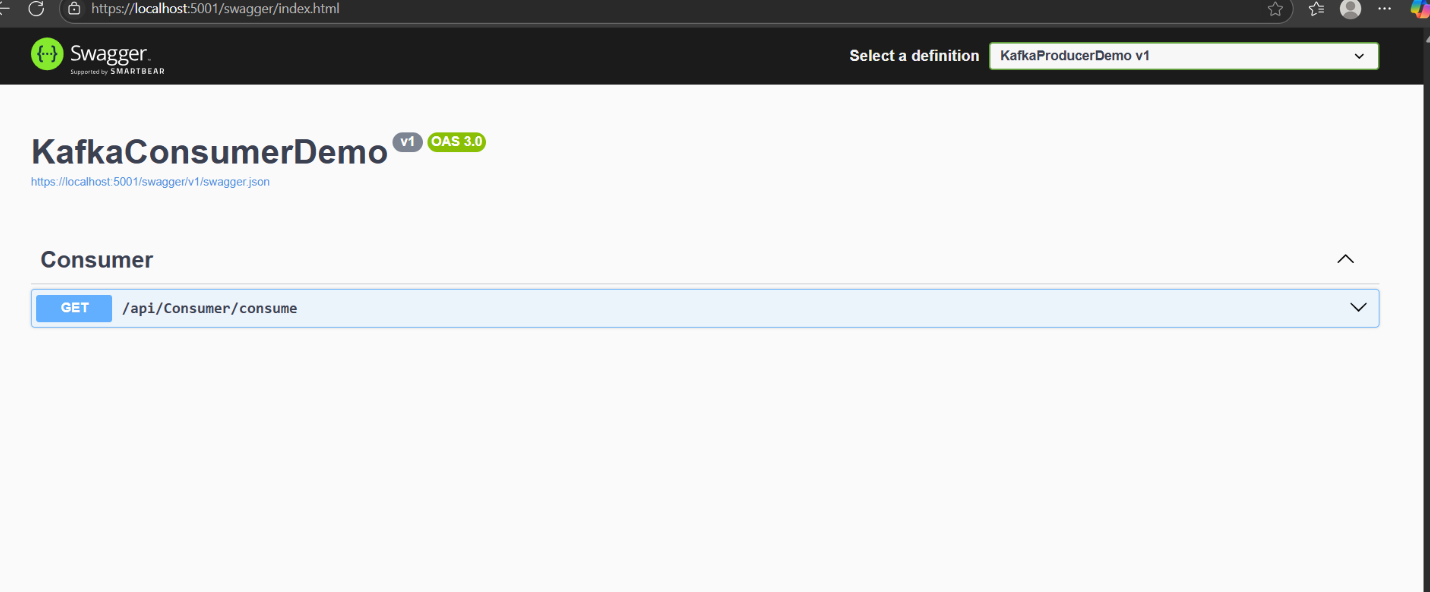 https://localhost:5001/swagger/index.html
Swagger
Supported by SMARTBEAR
Select a definition
KafkaProducerDemo v1
KafkaConsumerDemo v1 OAS 3.0
https://localhost:5001/swagger/v1/swagger.json
Consumer
GET /api/Consumer/consume